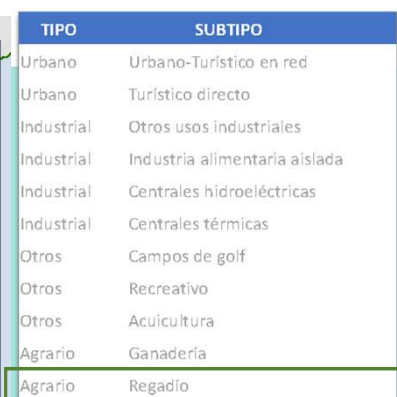 TIPO SUBTIPO
Urbano Urbano-Turístico en red
Urbano Turístico directo
Industrial Otros usos industriales
Industrial Industria alimentaria aislada
Industrial Centrales hidroeléctricas
Industrial Centrales térmicas
Otros Campos de golf
Otros Recreativo
Otros Acuicultura
Agrario Ganadería
Agrario Regadío